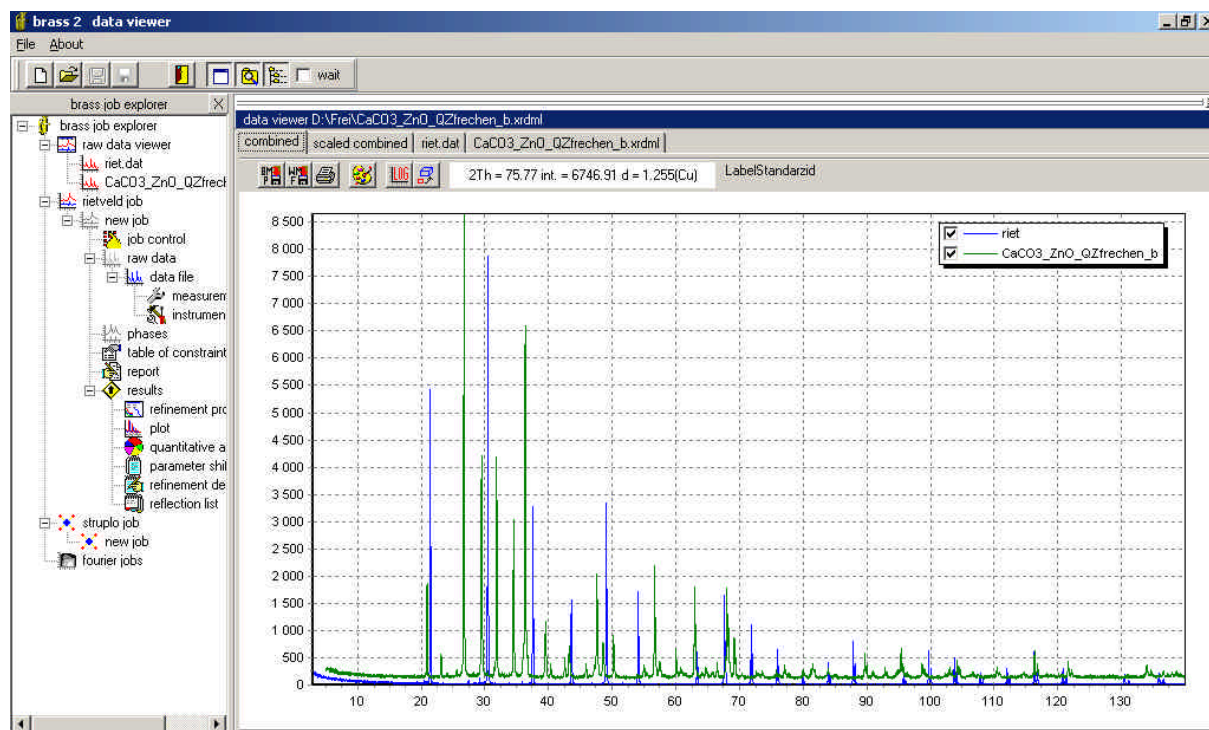 brass 2 data viewer
File About
wait
brass job explorer
brass job explorer
raw data viewer
riet.dat
CaCO3_ZnO_QZfrecl
rietveld job
new job
job control
raw data
data file
measuren
instrumen
phases
table of constraint
report
results
refinement pro
plot
quantitative a
parameter shif
refinement de
reflection list
struplo job
new job
fourier jobs
data viewer D:\Frei\CaCO3_ZnO_QZfrechen_b.xrdml
combined scaled combined riet.dat CaCO3_ZnO_QZfrechen_b.xrdml
BMP WMF LOG 2Th = 75.77 int. = 6746.91 d = 1.255(Cu) LabelStandarzid
riet
CaCO3_ZnO_QZfrechen_b
8 500
8 000
7 500
7 000
6 500
6 000
5 500
5 000
4 500
4 000
3 500
3 000
2 500
2 000
1 500
1 000
500
0
10 20 30 40 50 60 70 80 90 100 110 120 130